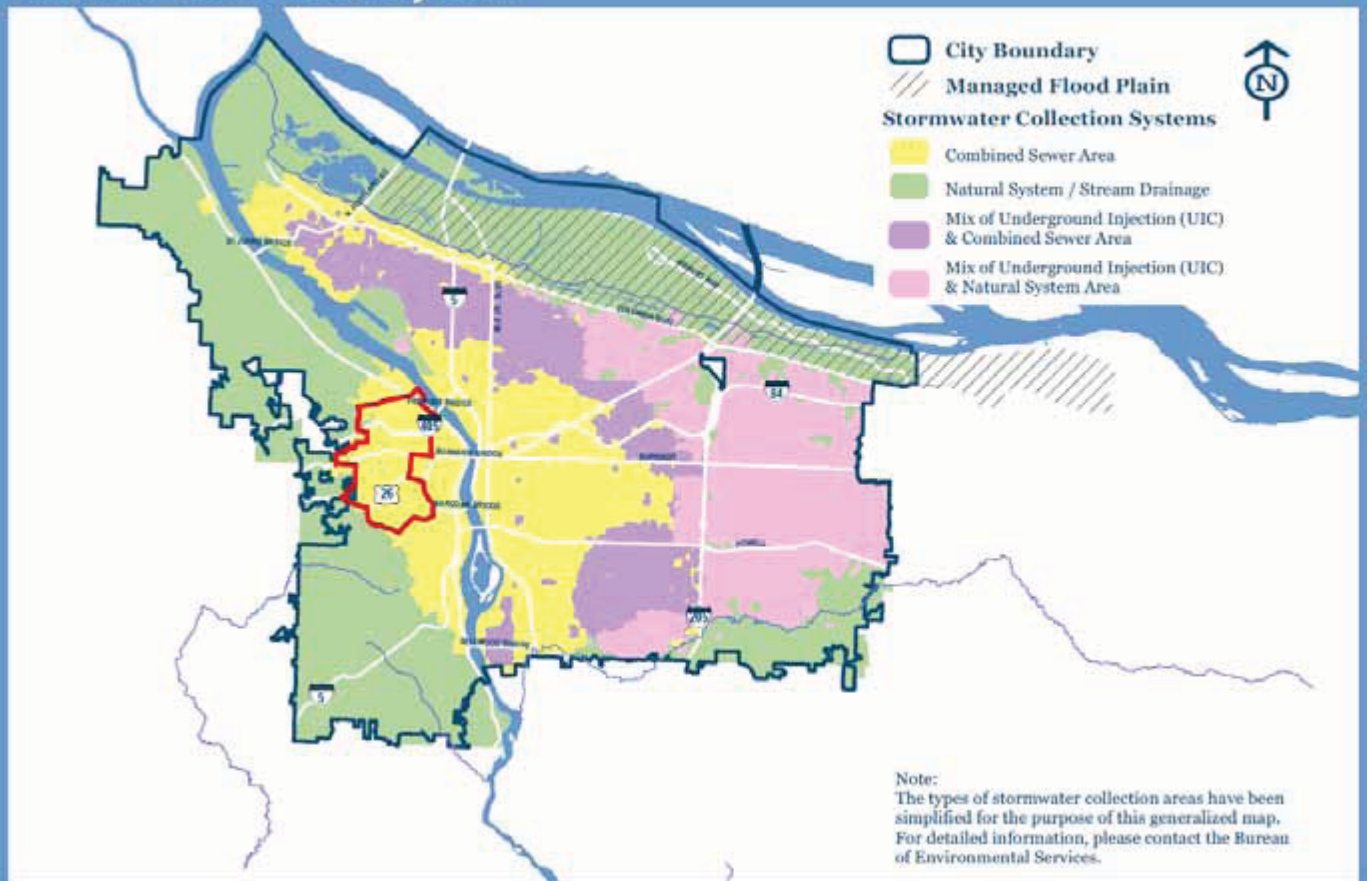 City Boundary
Managed Flood Plain
Stormwater Collection Systems
Combined Sewer Area
Natural System / Stream Drainage
Mix of Underground Injection (UIC)
& Combined Sewer Area
Mix of Underground Injection (UIC)
& Natural System Area
N
5
84
405
26
205
5
Note:
The types of stormwater collection areas have been
simplified for the purpose of this generalized map.
For detailed information, please contact the Bureau
of Environmental Services.